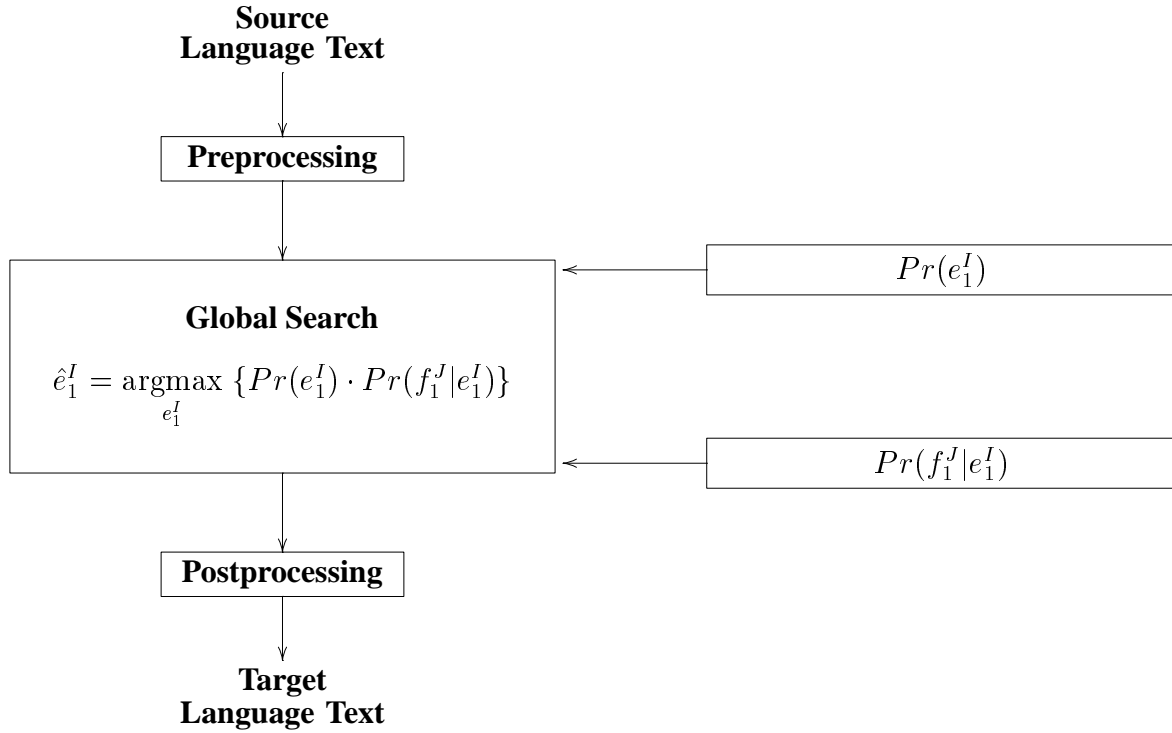 Source
Language Text
Preprocessing
Pr(e_1^I)
Global Search
ê_1^I = argmax {Pr(e_1^I) · Pr(f_1^J|e_1^I)}
e_1^I
Pr(f_1^J|e_1^I)
Postprocessing
Target
Language Text